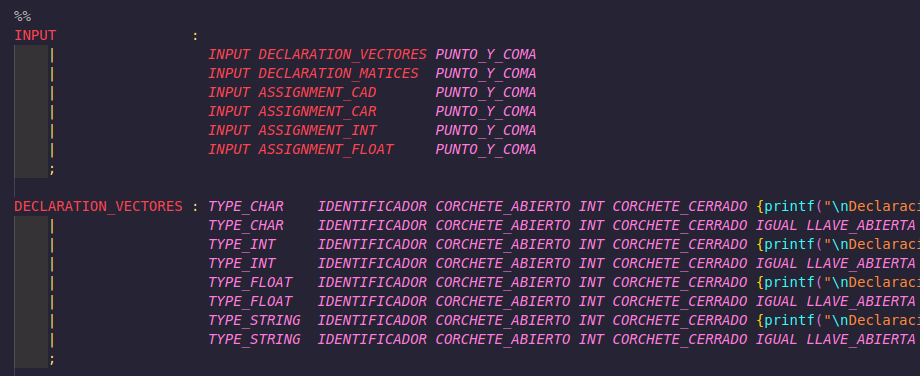 %%
INPUT :
| INPUT DECLARATION_VECTORES PUNTO_Y_COMA
| INPUT DECLARATION_MATICES PUNTO_Y_COMA
| INPUT ASSIGNMENT_CAD PUNTO_Y_COMA
| INPUT ASSIGNMENT_CAR PUNTO_Y_COMA
| INPUT ASSIGNMENT_INT PUNTO_Y_COMA
| INPUT ASSIGNMENT_FLOAT PUNTO_Y_COMA
;
DECLARATION_VECTORES : TYPE_CHAR IDENTIFICADOR CORCHETE_ABIERTO INT CORCHETE_CERRADO {printf("\nDeclaraci
| TYPE_CHAR IDENTIFICADOR CORCHETE_ABIERTO INT CORCHETE_CERRADO IGUAL LLAVE_ABIERTA
| TYPE_INT IDENTIFICADOR CORCHETE_ABIERTO INT CORCHETE_CERRADO {printf("\nDeclaraci
| TYPE_INT IDENTIFICADOR CORCHETE_ABIERTO INT CORCHETE_CERRADO IGUAL LLAVE_ABIERTA
| TYPE_FLOAT IDENTIFICADOR CORCHETE_ABIERTO INT CORCHETE_CERRADO {printf("\nDeclaraci
| TYPE_FLOAT IDENTIFICADOR CORCHETE_ABIERTO INT CORCHETE_CERRADO IGUAL LLAVE_ABIERTA
| TYPE_STRING IDENTIFICADOR CORCHETE_ABIERTO INT CORCHETE_CERRADO {printf("\nDeclaraci
| TYPE_STRING IDENTIFICADOR CORCHETE_ABIERTO INT CORCHETE_CERRADO IGUAL LLAVE_ABIERTA
;